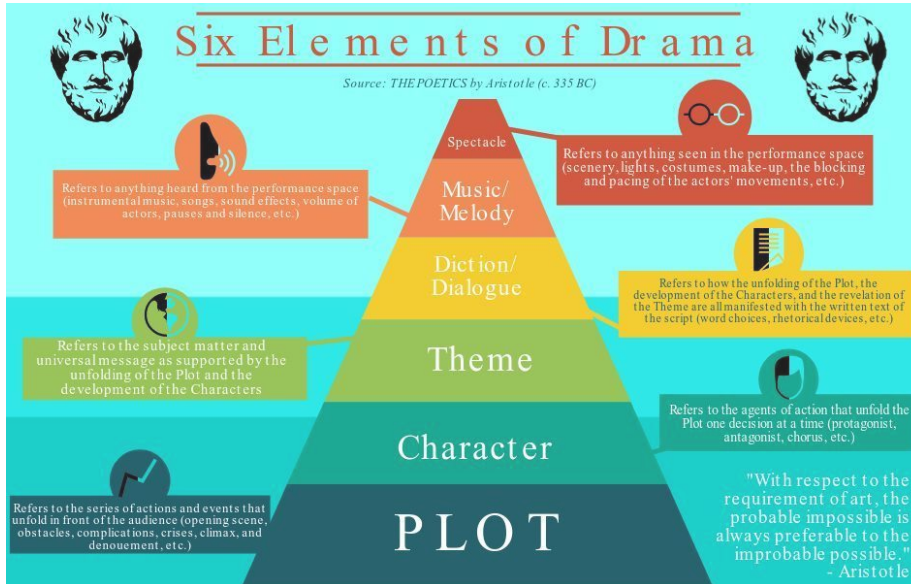 Six Elements of Drama
Source: THE POETICS by Aristotle (c. 335 BC)
Spectacle
Refers to anything seen in the performance space
(scenery, lights, costumes, make-up, the blocking
and pacing of the actors' movements, etc.)
Refers to anything heard from the performance space
(instrumental music, songs, sound effects, volume of
actors, pauses and silence, etc.)
Music/
Melody
Diction/
Dialogue
Refers to how the unfolding of the Plot, the
development of the Characters, and the revelation of
the Theme are all manifested with the written text of
the script (word choices, rhetorical devices, etc.)
Refers to the subject matter and
universal message as supported by the
unfolding of the Plot and the
development of the Characters
Theme
Refers to the agents of action that unfold the
Plot one decision at a time (protagonist,
antagonist, chorus, etc.)
Character
Refers to the series of actions and events that
unfold in front of the audience (opening scene,
obstacles, complications, crises, climax, and
denouement, etc.)
PLOT
"With respect to the
requirement of art, the
probable impossible is
always preferable to the
improbable possible."
- Aristotle